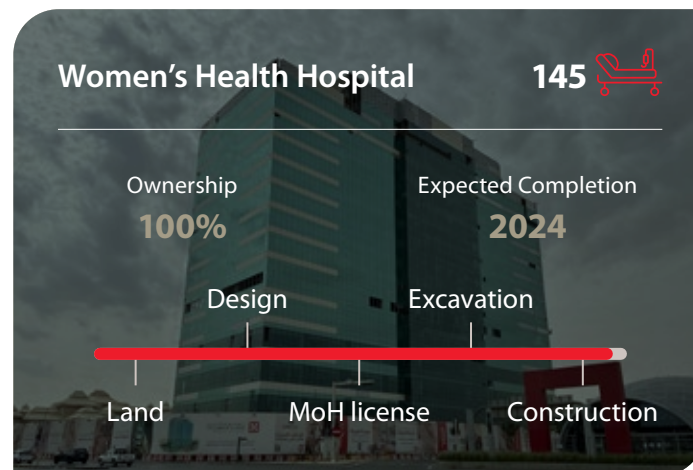 Women’s Health Hospital 145
Ownership Expected Completion
100% 2024
Design Excavation
Land MoH license Construction